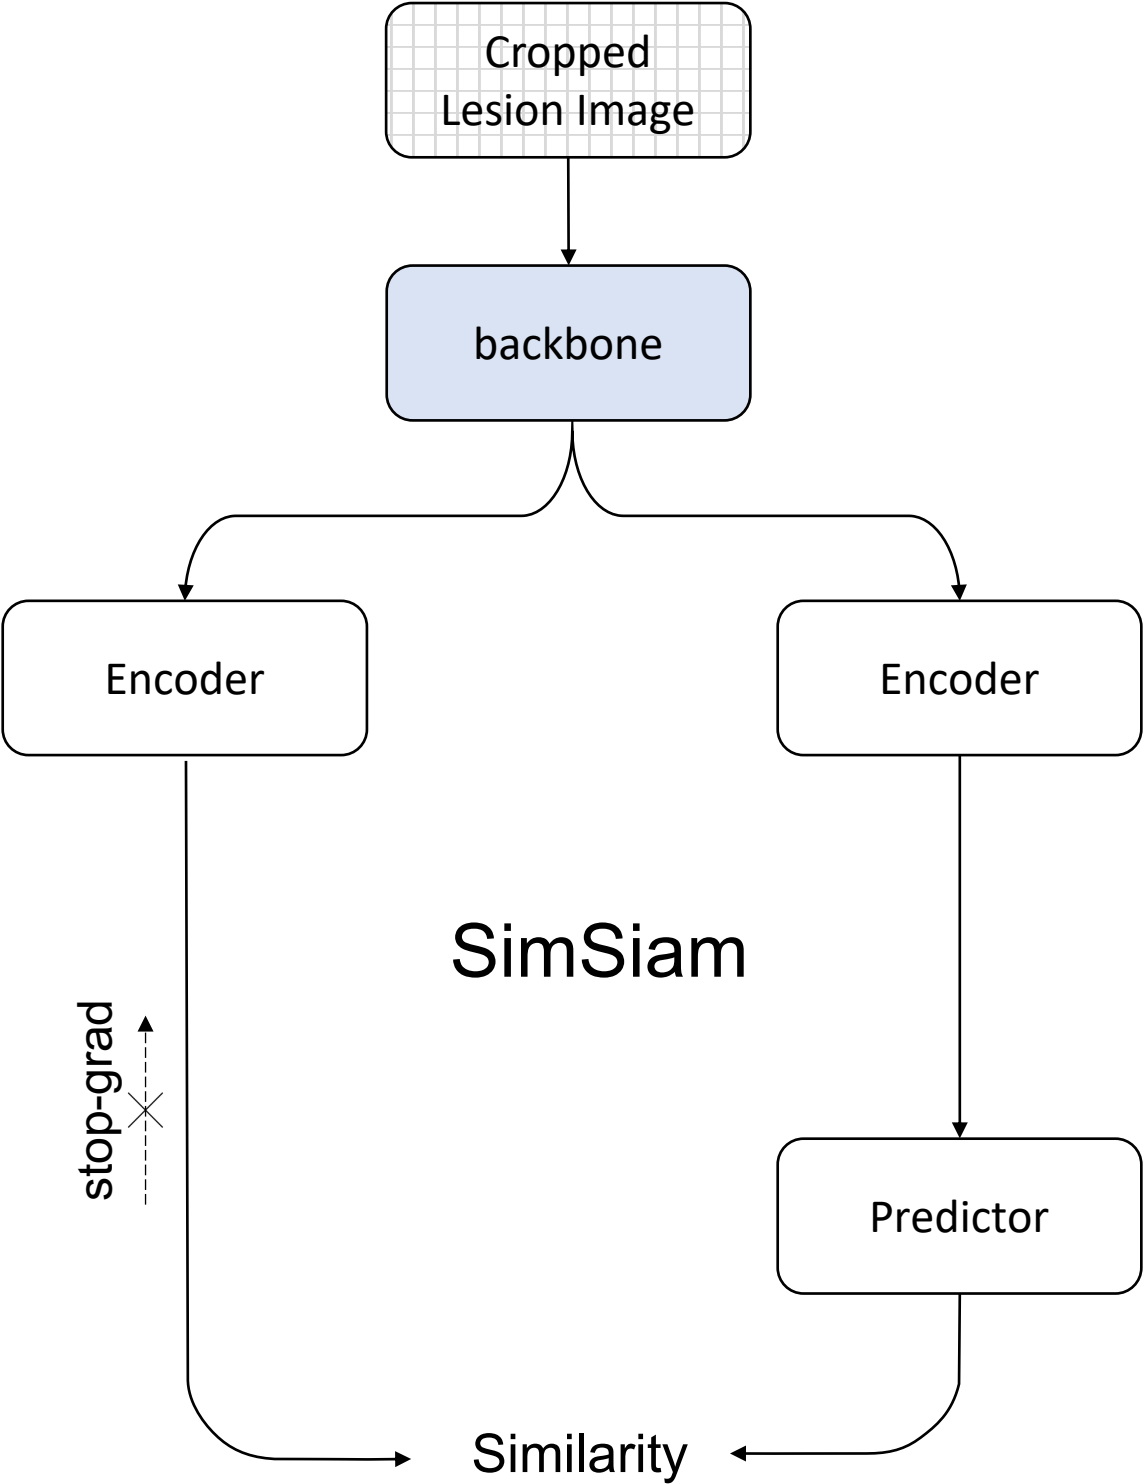 Cropped
Lesion Image
backbone
Encoder
Encoder
SimSiam
stop-grad
Predictor
Similarity